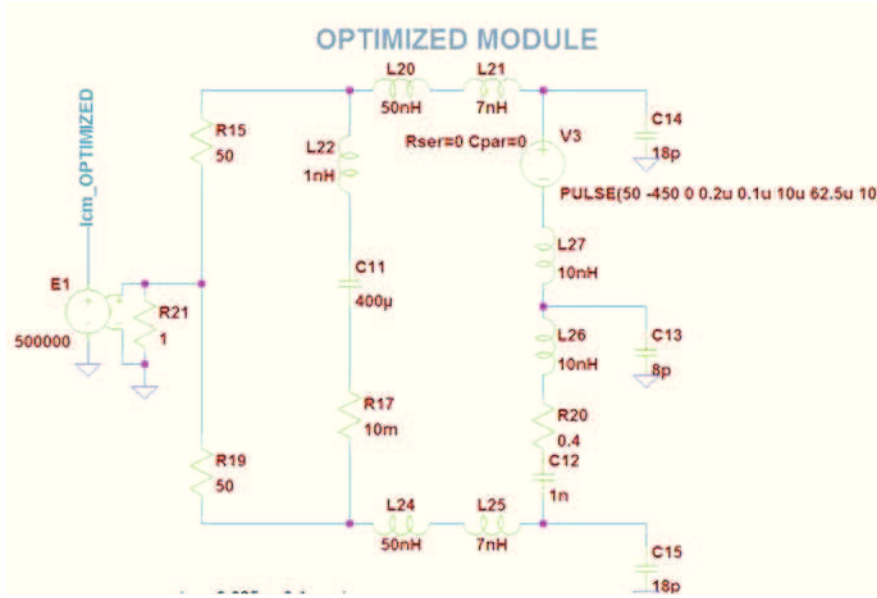 OPTIMIZED MODULE
Icm_OPTIMIZED
L20
L21
50nH
7nH
R15
50
L22
1nH
Rser=0 Cpar=0
V3
C14
18p
PULSE(50 -450 0 0.2u 0.1u 10u 62.5u 10
E1
500000
R21
1
C11
400µ
L27
10nH
L26
10nH
C13
8p
R17
10m
R20
0.4
C12
1n
R19
50
L24
L25
50nH
7nH
C15
18p